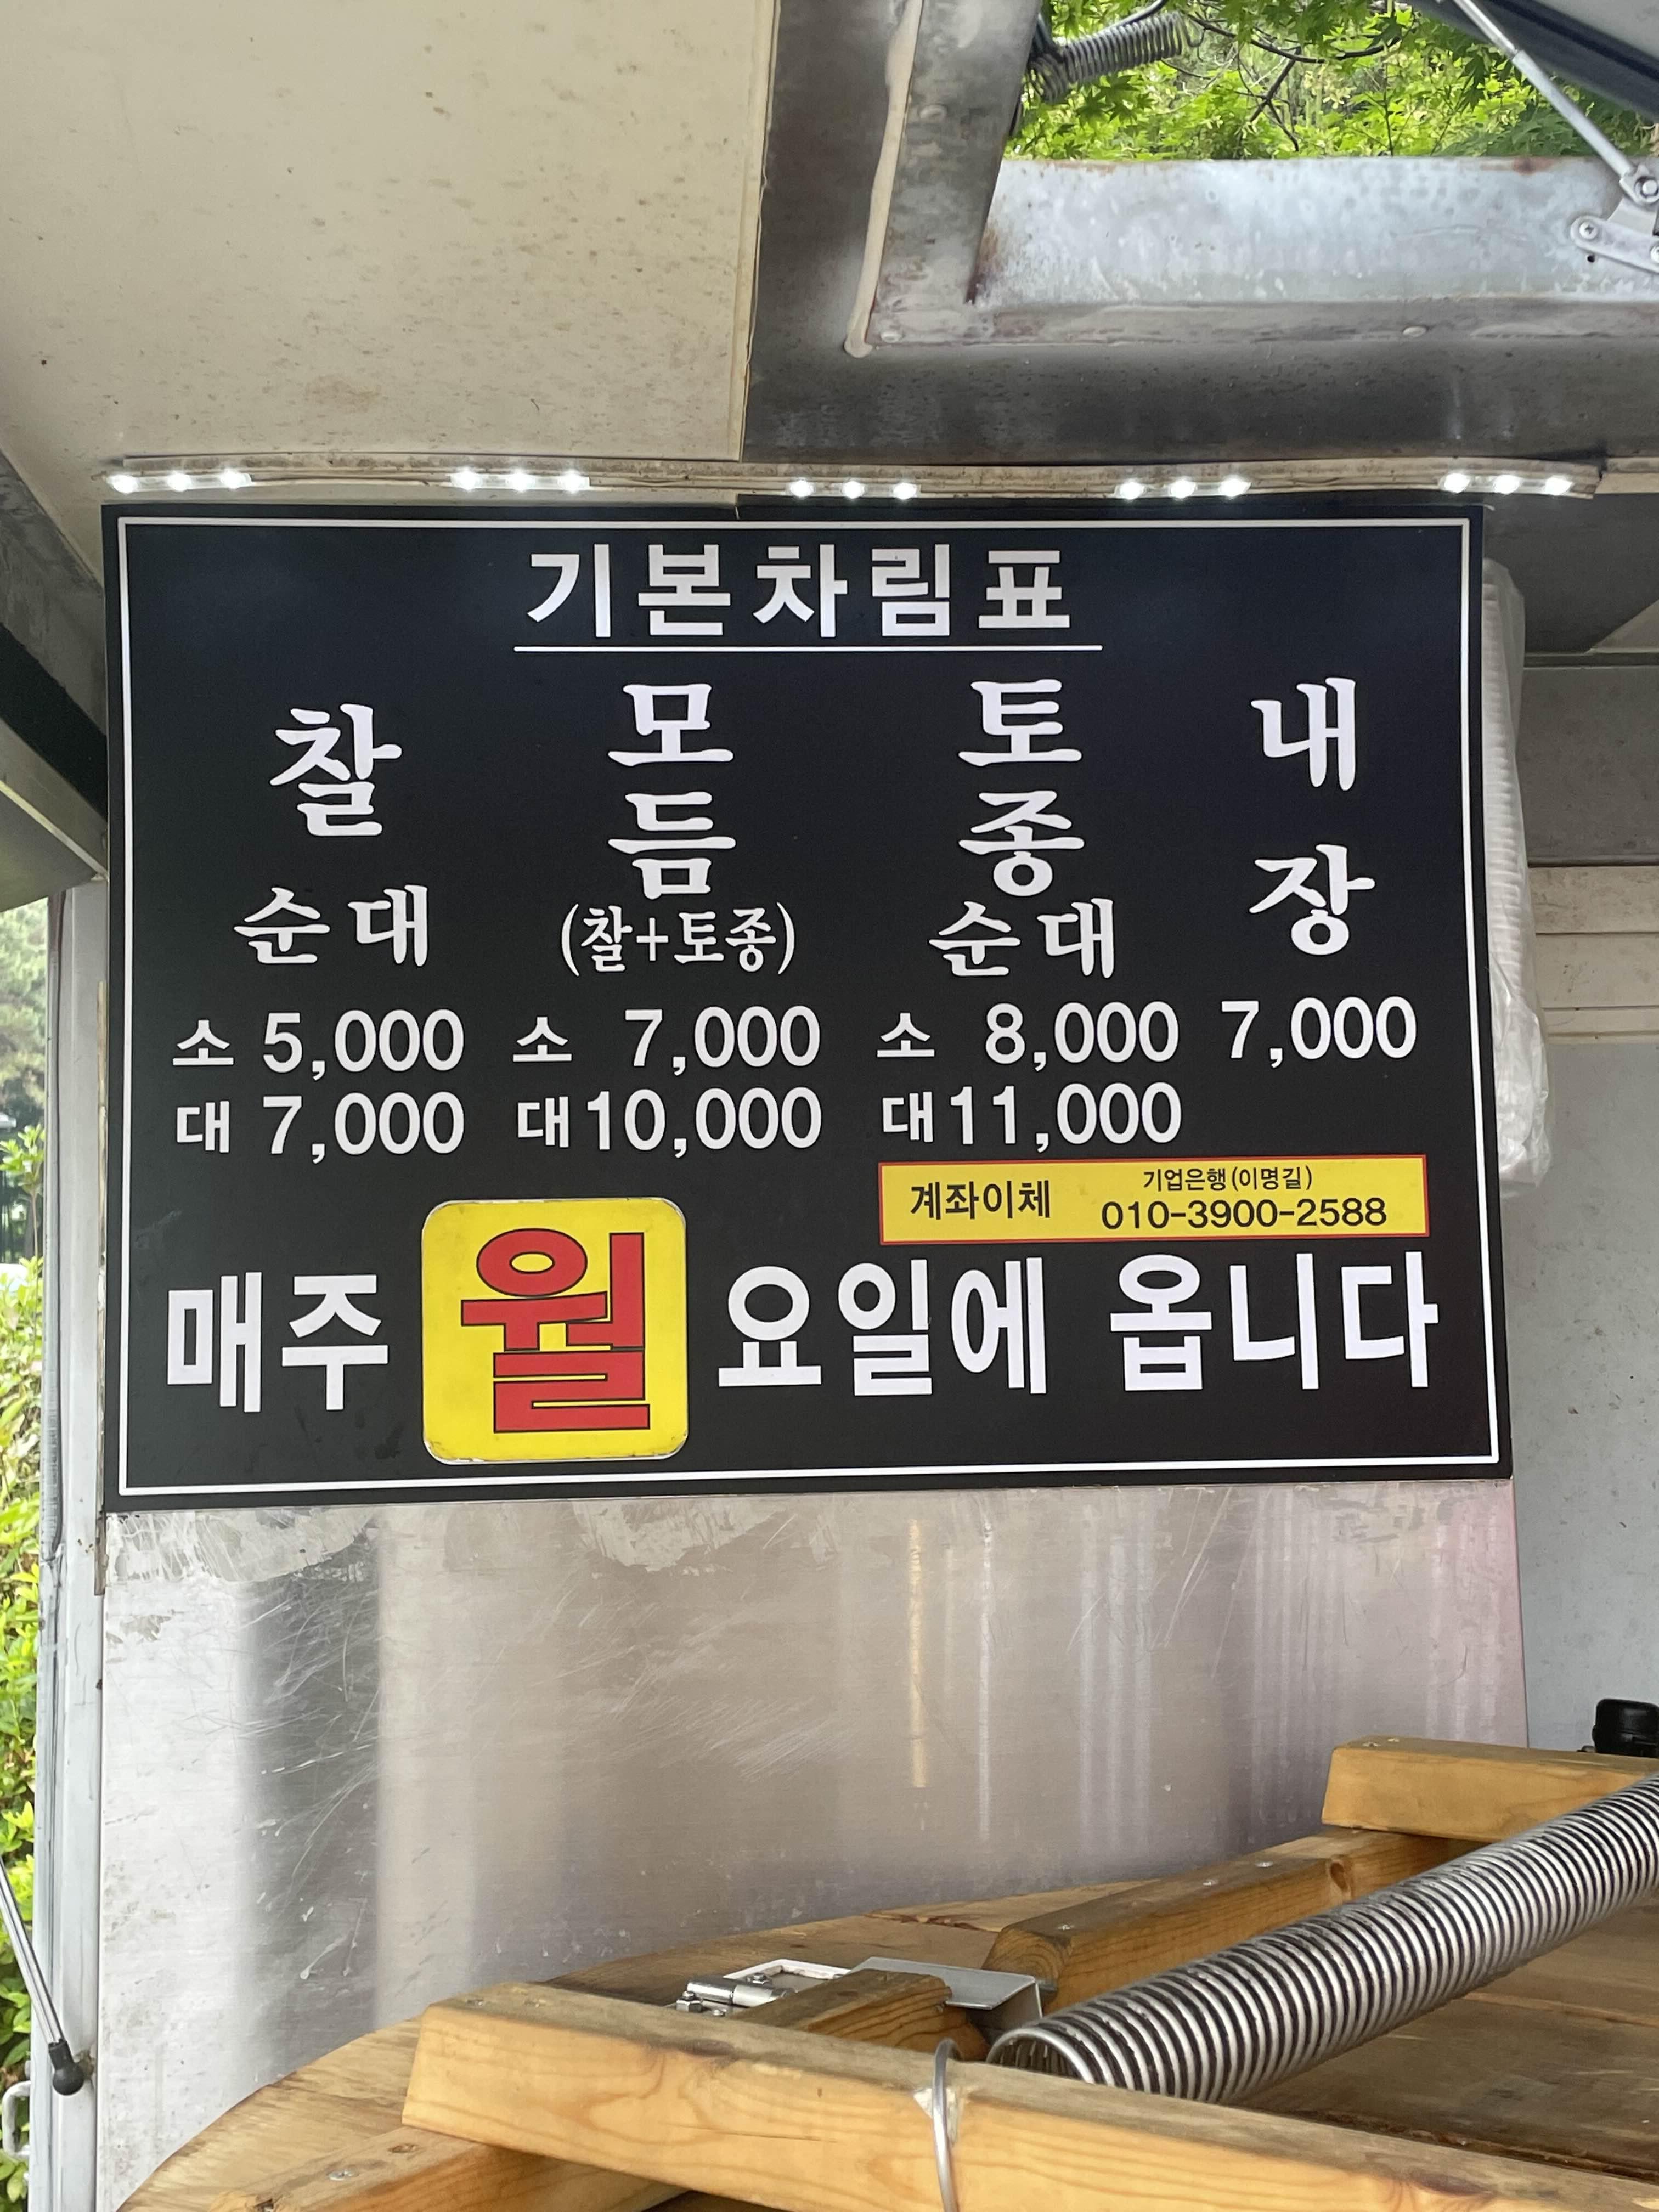 기본차림표
찰순대
소 5,000
대 7,000
모듬
(찰+토종)
소 7,000
대 10,000
토종순대
소 8,000
대 11,000
내장
7,000
계좌이체 기업은행(이명길)
010-3900-2588
매주 월요일에 옵니다